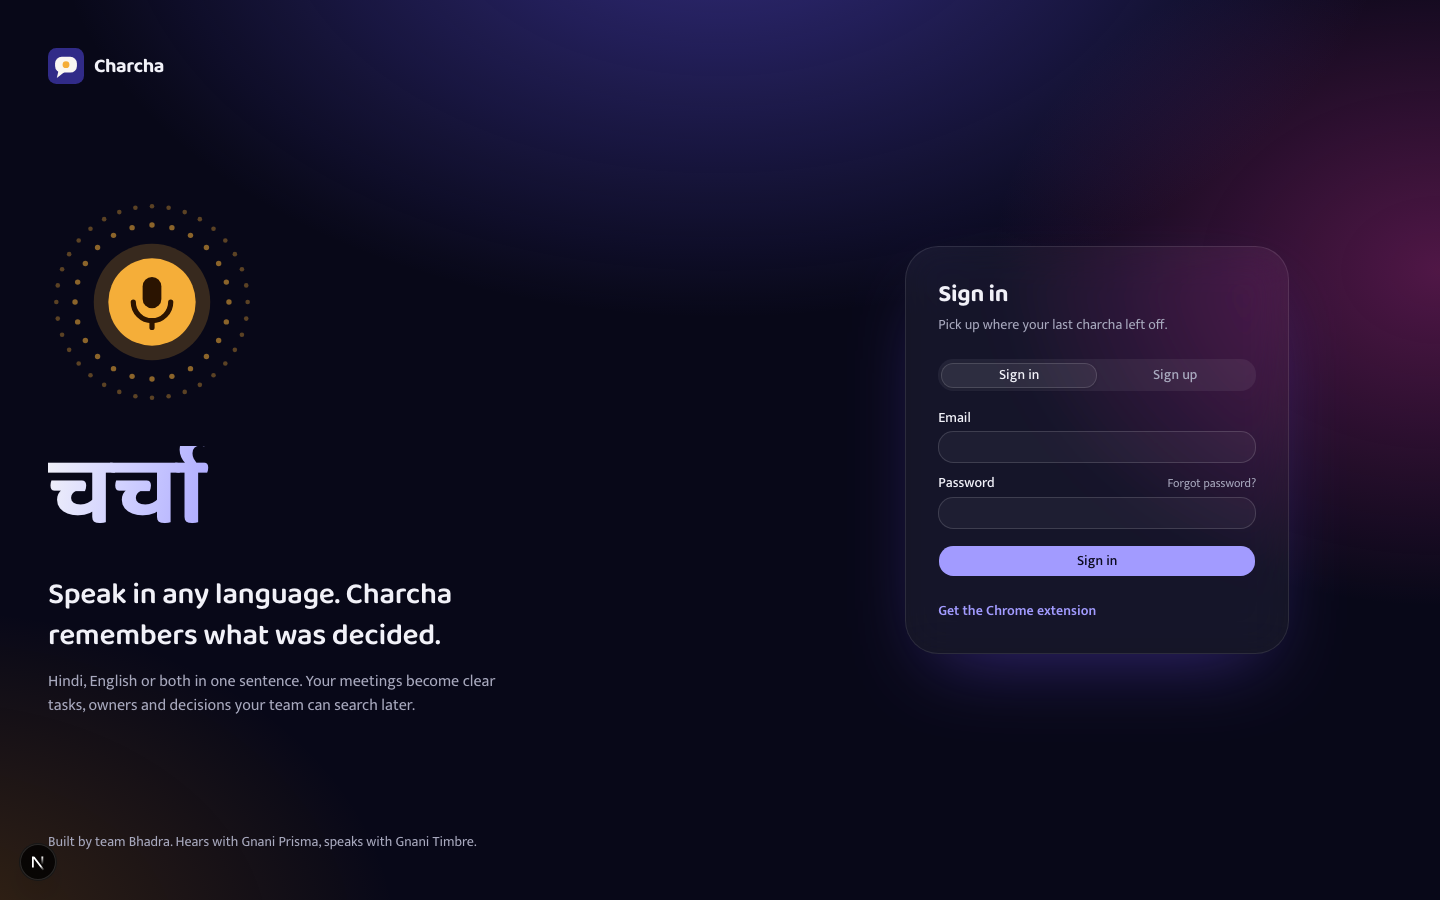 Charcha
चर्चा
Speak in any language. Charcha
remembers what was decided.
Hindi, English or both in one sentence. Your meetings become clear
tasks, owners and decisions your team can search later.
Built by team Bhadra. Hears with Gnani Prisma, speaks with Gnani Timbre.
N
Sign in
Pick up where your last charcha left off.
Sign in
Sign up
Email
Password
Forgot password?
Sign in
Get the Chrome extension